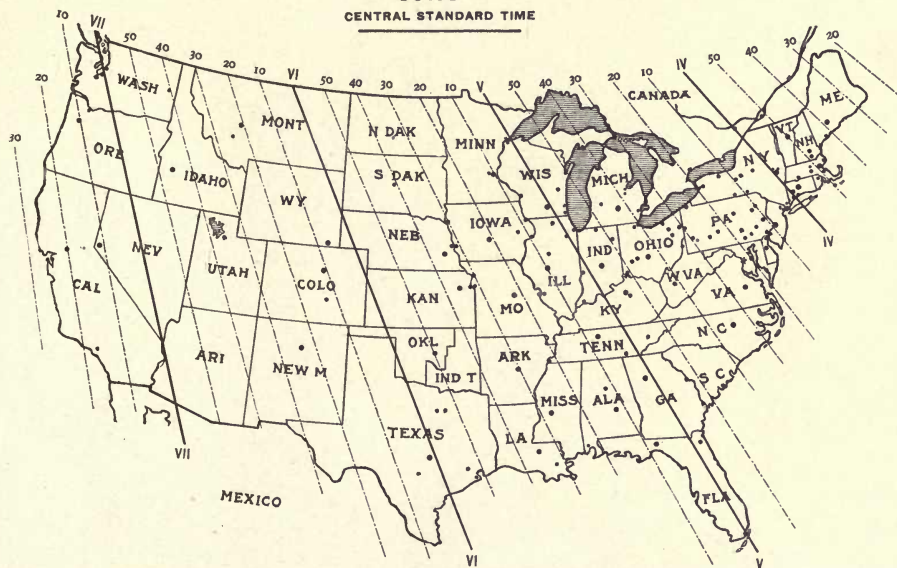 CENTRAL STANDARD TIME
10 VII 50 40 30 20 10 VI 50 40 30 20 10 V 50 40 30 20 10 IV 40 30 20
20
30
WASH
ORE
IDAHO
MONT
N DAK
S DAK
MINN
WIS
MICH
CANADA
ME
VT
NH
N Y
WY
NEB
IOWA
ILL
IND
OHIO
PA
W VA
VA
IV
NEV
CAL
UTAH
COLO
KAN
MO
KY
N C
TENN
S C
ARI
NEW M
OKL
IND T
ARK
MISS
ALA
GA
TEXAS
LA
FLA
MEXICO
VII
VI
V